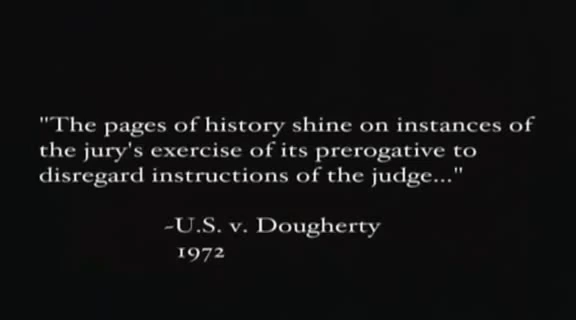 "The pages of history shine on instances of
the jury's exercise of its prerogative to
disregard instructions of the judge..."
-U.S. v. Dougherty
1972